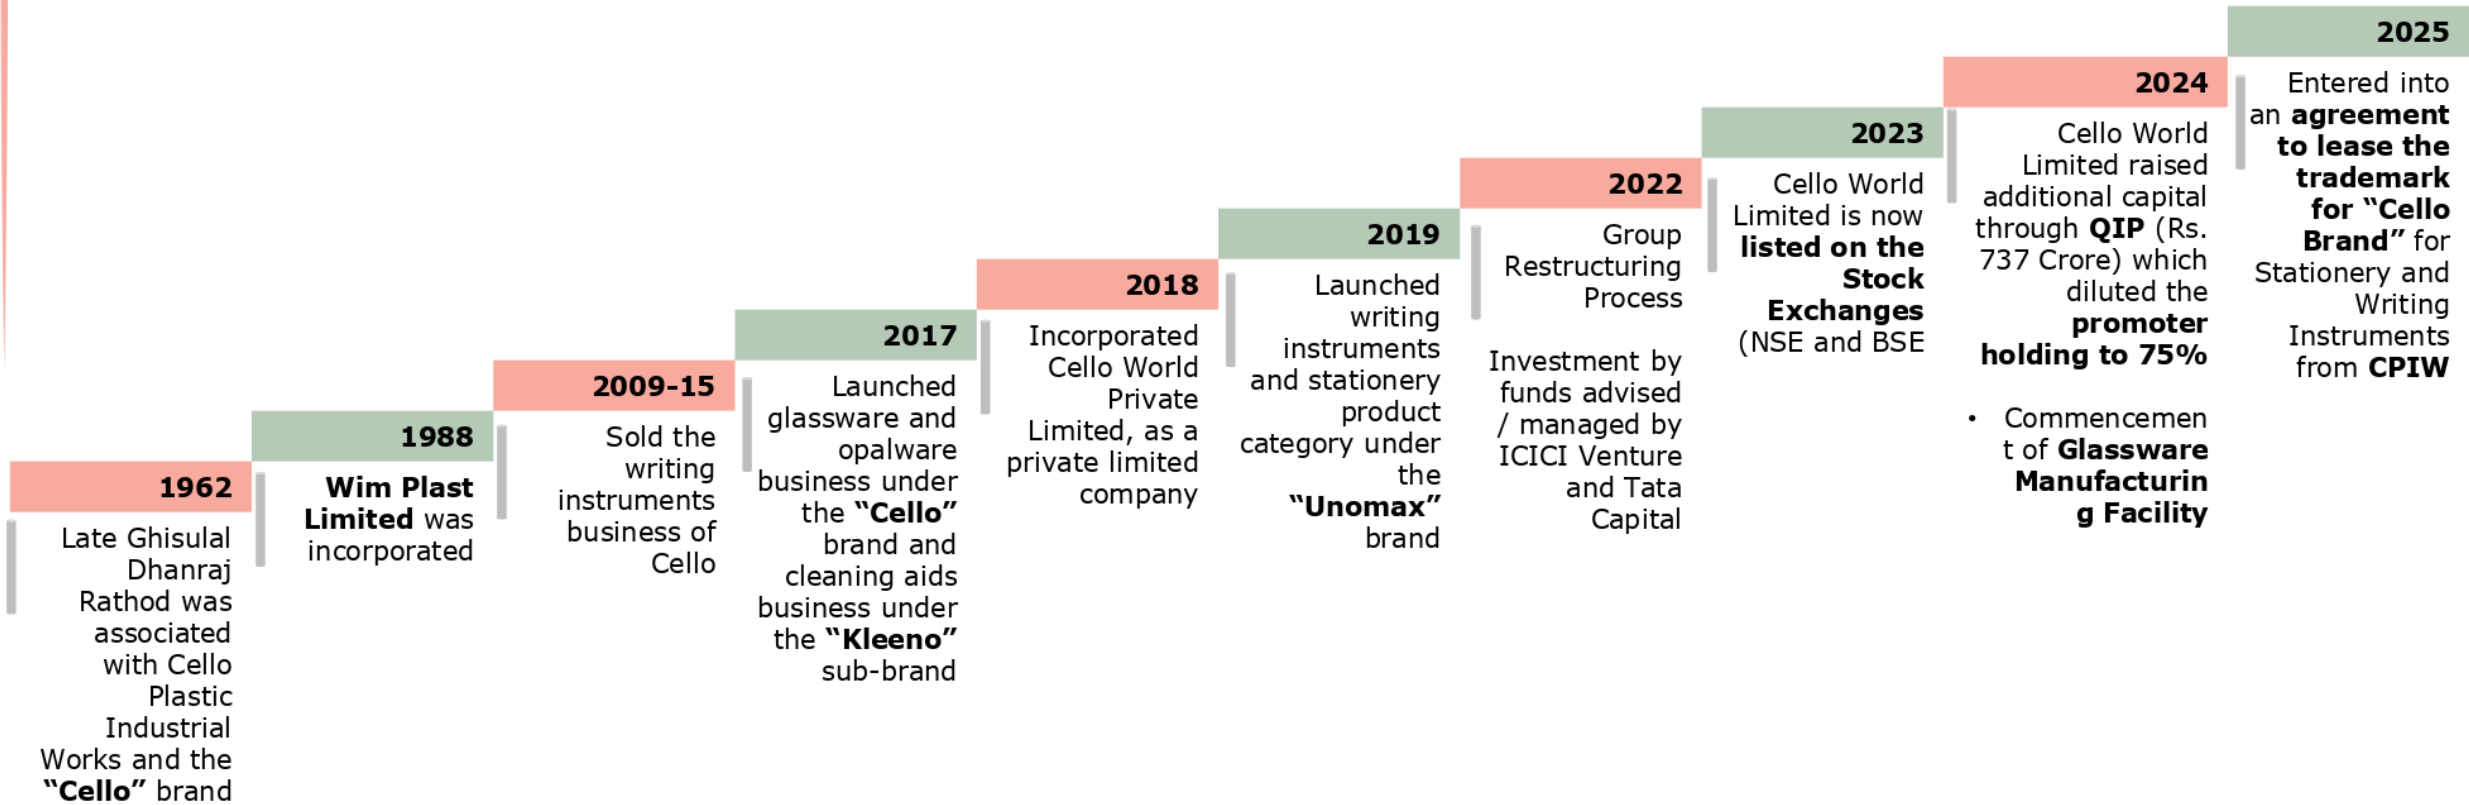 1962
Late Ghisulal
Dhanraj
Rathod was
associated
with Cello
Plastic
Industrial
Works and the
“Cello” brand
1988
Wim Plast
Limited was
incorporated
2009-15
Sold the
writing
instruments
business of
Cello
2017
Launched
glassware and
opalware
business under
the “Cello”
brand and
cleaning aids
business under
the “Kleeno”
sub-brand
2018
Incorporated
Cello World
Private
Limited, as a
private limited
company
2019
Launched
writing
instruments
and stationery
product
category under
the
“Unomax”
brand
2022
Group
Restructuring
Process
Investment by
funds advised
/ managed by
ICICI Venture
and Tata
Capital
2023
Cello World
Limited is now
listed on the
Stock
Exchanges
(NSE and BSE
2024
Cello World
Limited raised
additional capital
through QIP (Rs.
737 Crore) which
diluted the
promoter
holding to 75%
• Commencemen
t of Glassware
Manufacturin
g Facility
2025
Entered into
an agreement
to lease the
trademark
for “Cello
Brand” for
Stationery and
Writing
Instruments
from CPIW